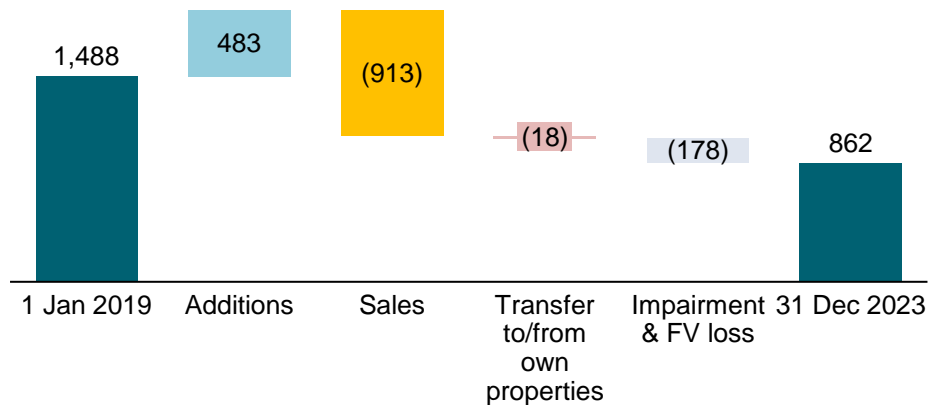 1,488
483
(913)
(18)
(178)
862
1 Jan 2019
Additions
Sales
Transfer
to/from
own
properties
Impairment
& FV loss
31 Dec 2023